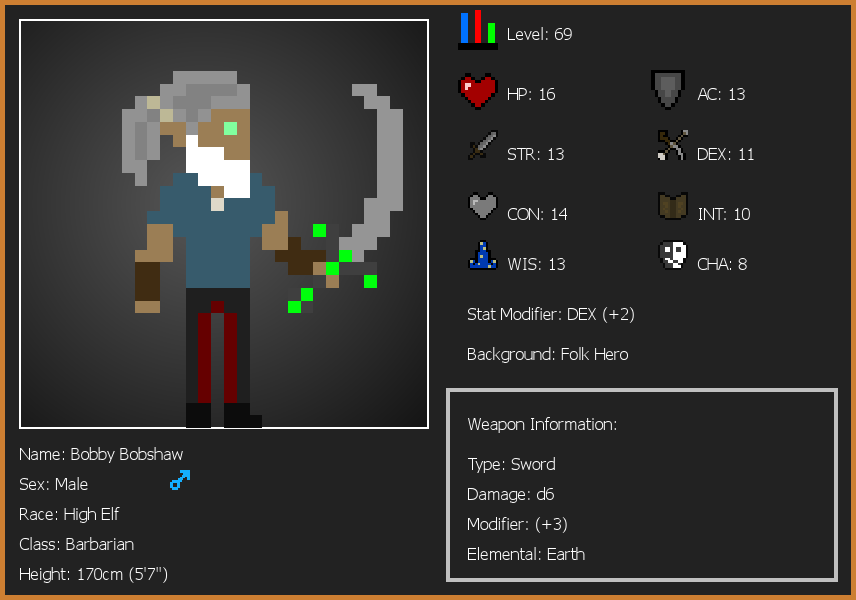 Level: 69
HP: 16
AC: 13
STR: 13
DEX: 11
CON: 14
INT: 10
WIS: 13
CHA: 8
Stat Modifier: DEX (+2)
Background: Folk Hero
Weapon Information:
Type: Sword
Damage: d6
Modifier: (+3)
Elemental: Earth
Name: Bobby Bobshaw
Sex: Male
Race: High Elf
Class: Barbarian
Height: 170cm (5'7")